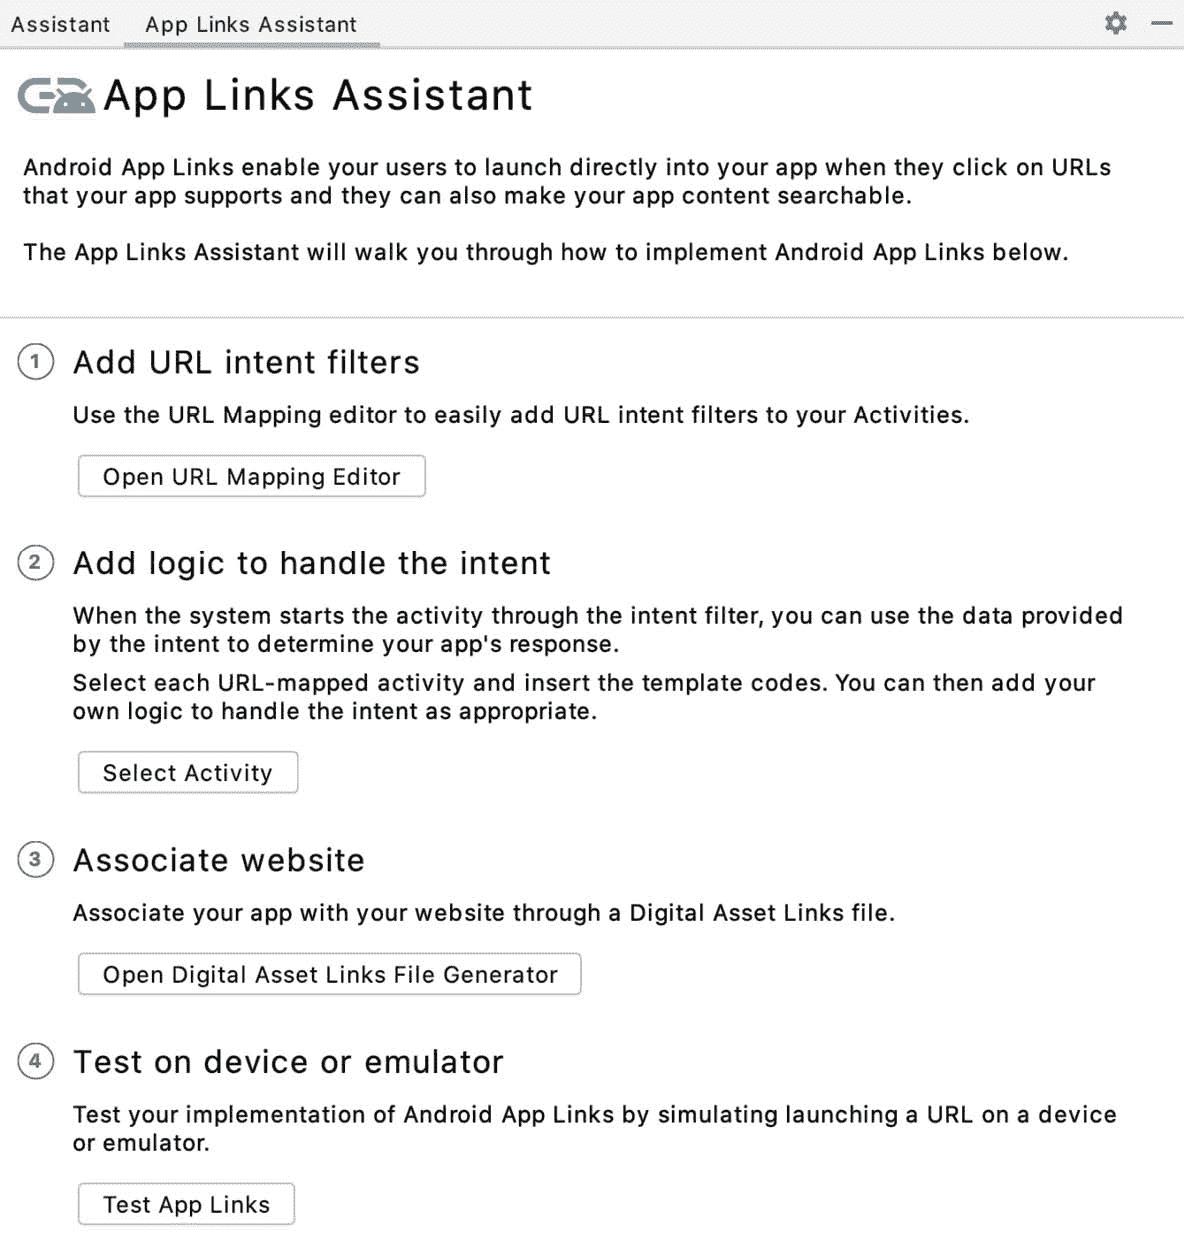 Assistant App Links Assistant
App Links Assistant
Android App Links enable your users to launch directly into your app when they click on URLs
that your app supports and they can also make your app content searchable.
The App Links Assistant will walk you through how to implement Android App Links below.
1 Add URL intent filters
Use the URL Mapping editor to easily add URL intent filters to your Activities.
Open URL Mapping Editor
2 Add logic to handle the intent
When the system starts the activity through the intent filter, you can use the data provided
by the intent to determine your app's response.
Select each URL-mapped activity and insert the template codes. You can then add your
own logic to handle the intent as appropriate.
Select Activity
3 Associate website
Associate your app with your website through a Digital Asset Links file.
Open Digital Asset Links File Generator
4 Test on device or emulator
Test your implementation of Android App Links by simulating launching a URL on a device
or emulator.
Test App Links